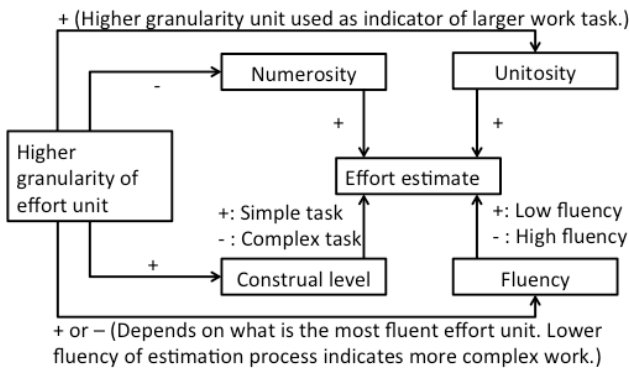 + (Higher granularity unit used as indicator of larger work task.)
Numerosity
Unitosity
-
+
+
Higher
granularity of
effort unit
Effort estimate
+: Simple task
- : Complex task
+: Low fluency
- : High fluency
+
Construal level
Fluency
+ or – (Depends on what is the most fluent effort unit. Lower
fluency of estimation process indicates more complex work.)